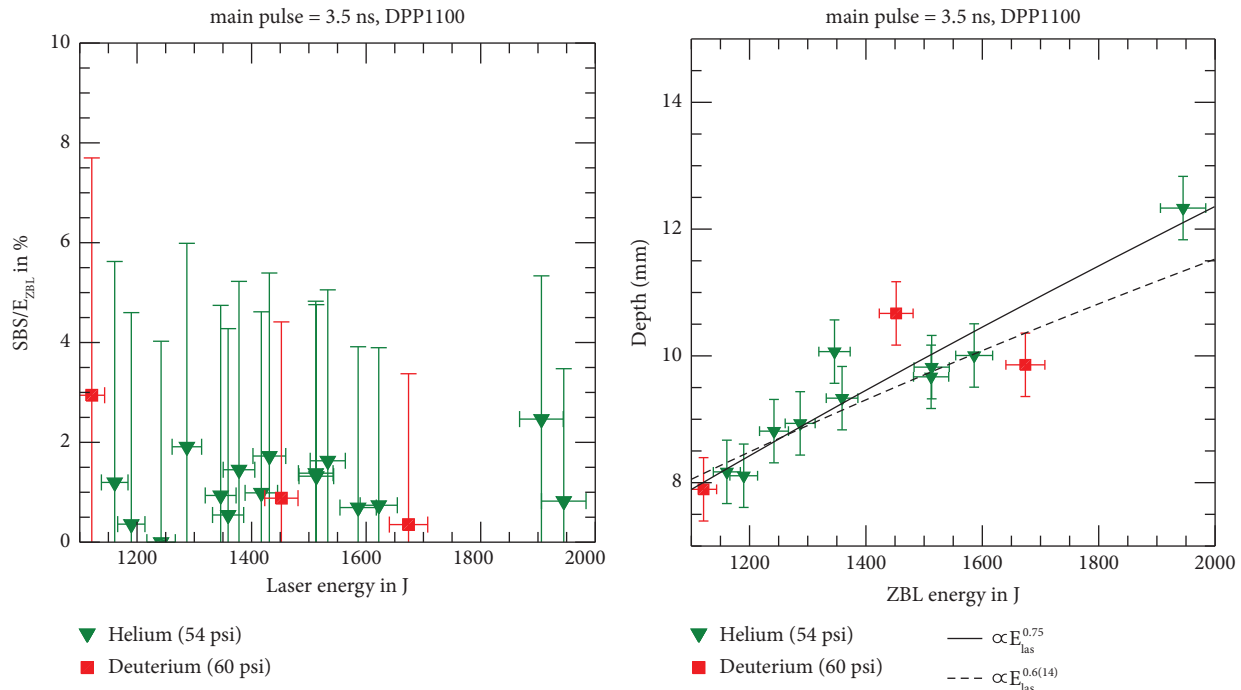 main pulse = 3.5 ns, DPP1100
10
8
6
4
2
0
SBS/E_ZBL in %
1200 1400 1600 1800 2000
Laser energy in J
Helium (54 psi)
Deuterium (60 psi)
main pulse = 3.5 ns, DPP1100
14
12
10
8
Depth (mm)
1200 1400 1600 1800 2000
ZBL energy in J
Helium (54 psi)
Deuterium (60 psi)
∝E_las^0.75
∝E_las^0.6(14)